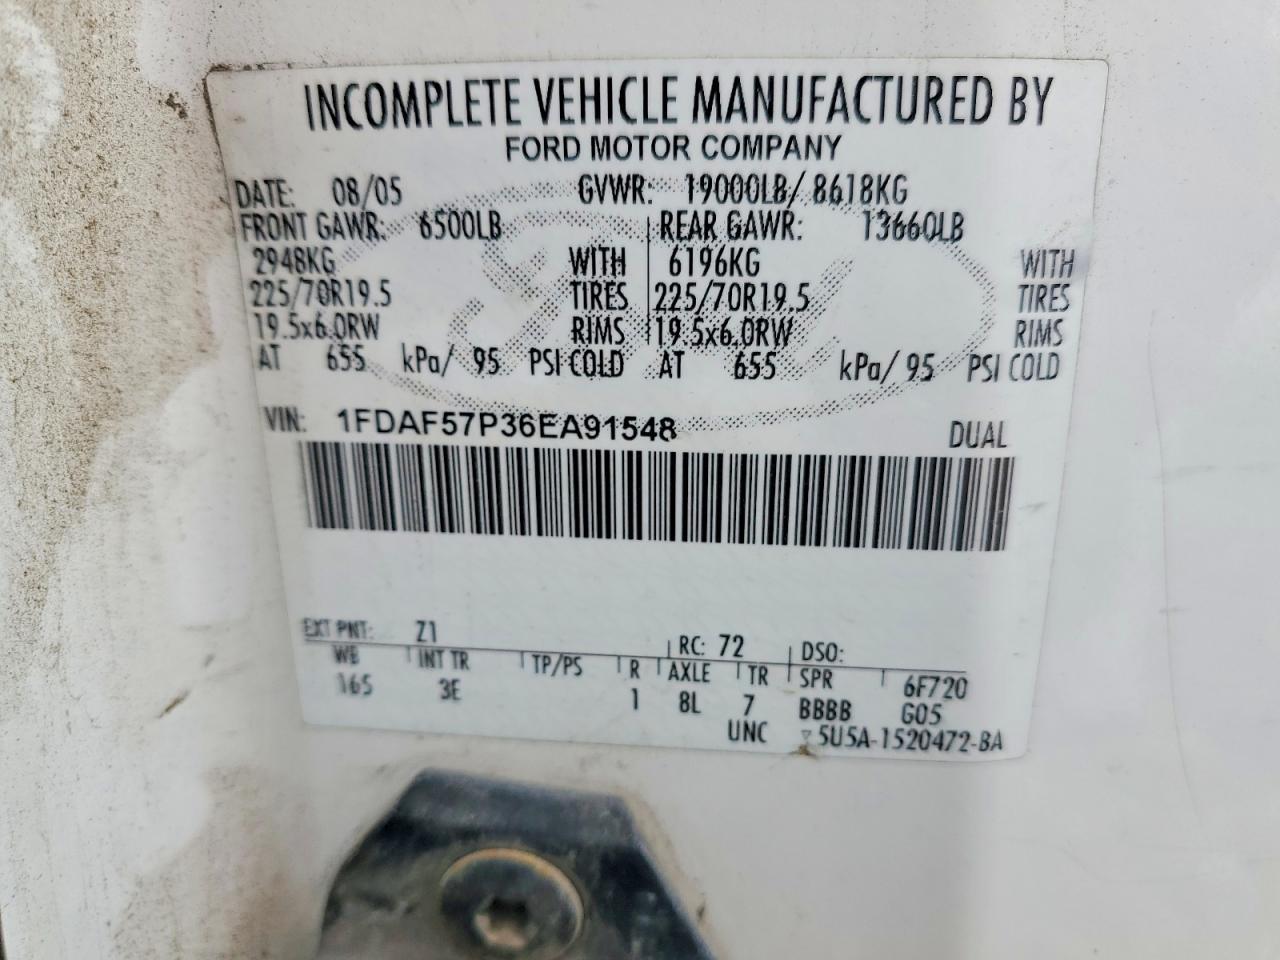 INCOMPLETE VEHICLE MANUFACTURED BY
FORD MOTOR COMPANY
DATE: 08/05 GVWR: 19000LB/ 8618KG
FRONT GAWR: 6500LB REAR GAWR: 13660LB
2948KG WITH 6196KG WITH
225/70R19.5 TIRES 225/70R19.5 TIRES
19.5x6.0RW RIMS 19.5x6.0RW RIMS
AT 655 kPa/ 95 PSI COLD AT 655 kPa/ 95 PSI COLD
VIN: 1FDAF57P36EA91548 DUAL
EXT PNT: Z1 RC: 72 DSO:
WB INT TR TP/PS R AXLE TR SPR 6F720
165 3E 1 8L 7 BBBB G05
UNC 5U5A-1520472-BA